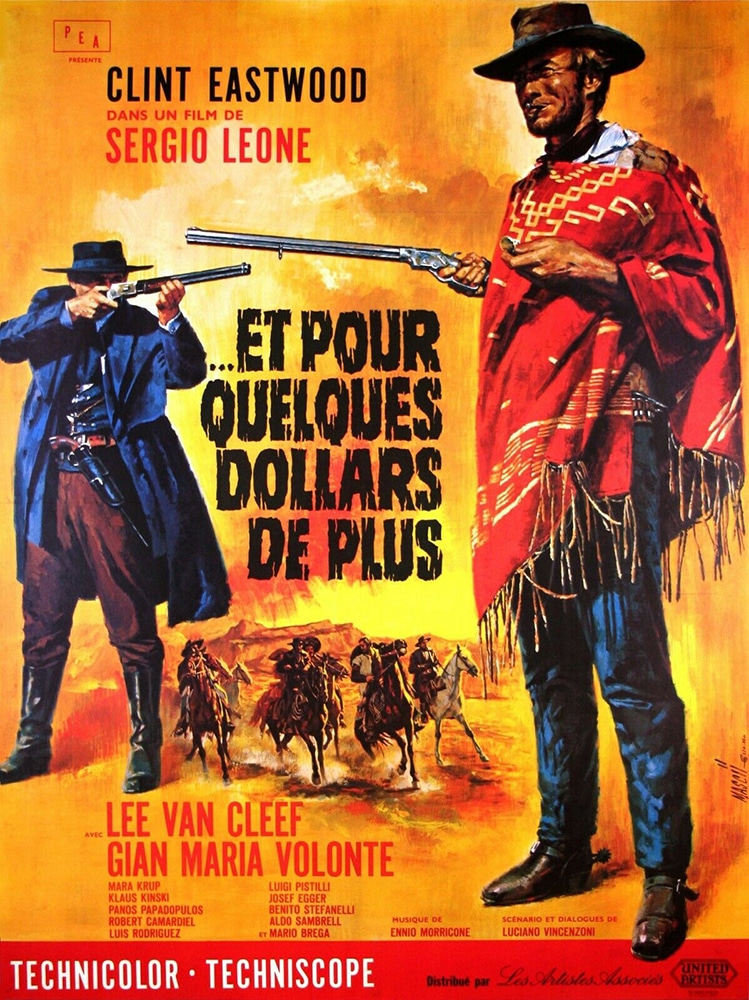 PEA
PRÉSENTE
CLINT EASTWOOD
DANS UN FILM DE
SERGIO LEONE
...ET POUR
QUELQUES
DOLLARS
DE PLUS
AVEC LEE VAN CLEEF
GIAN MARIA VOLONTE
MARA KRUP
KLAUS KINSKI
PANOS PAPADOPULOS
ROBERT CAMARDIEL
LUIS RODRIGUEZ
LUIGI PISTILLI
JOSEF EGGER
BENITO STEFANELLI
ALDO SAMBRELL
ET MARIO BREGA
MUSIQUE DE
ENNIO MORRICONE
SCÉNARIO ET DIALOGUES DE
LUCIANO VINCENZONI
MASCII
TECHNICOLOR · TECHNISCOPE
Distribué par Les Artistes Associés
UNITED
ARTISTS